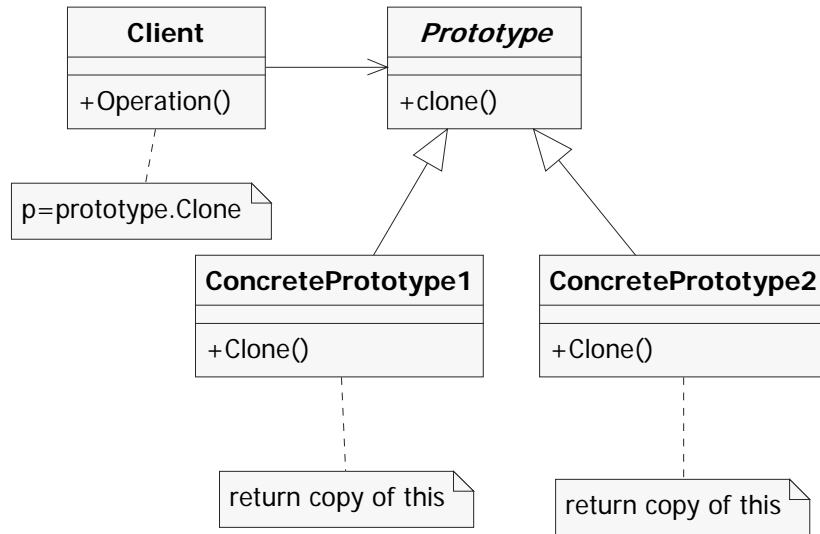 Client
+Operation()
Prototype
+clone()
p=prototype.Clone
ConcretePrototype1
+Clone()
ConcretePrototype2
+Clone()
return copy of this
return copy of this